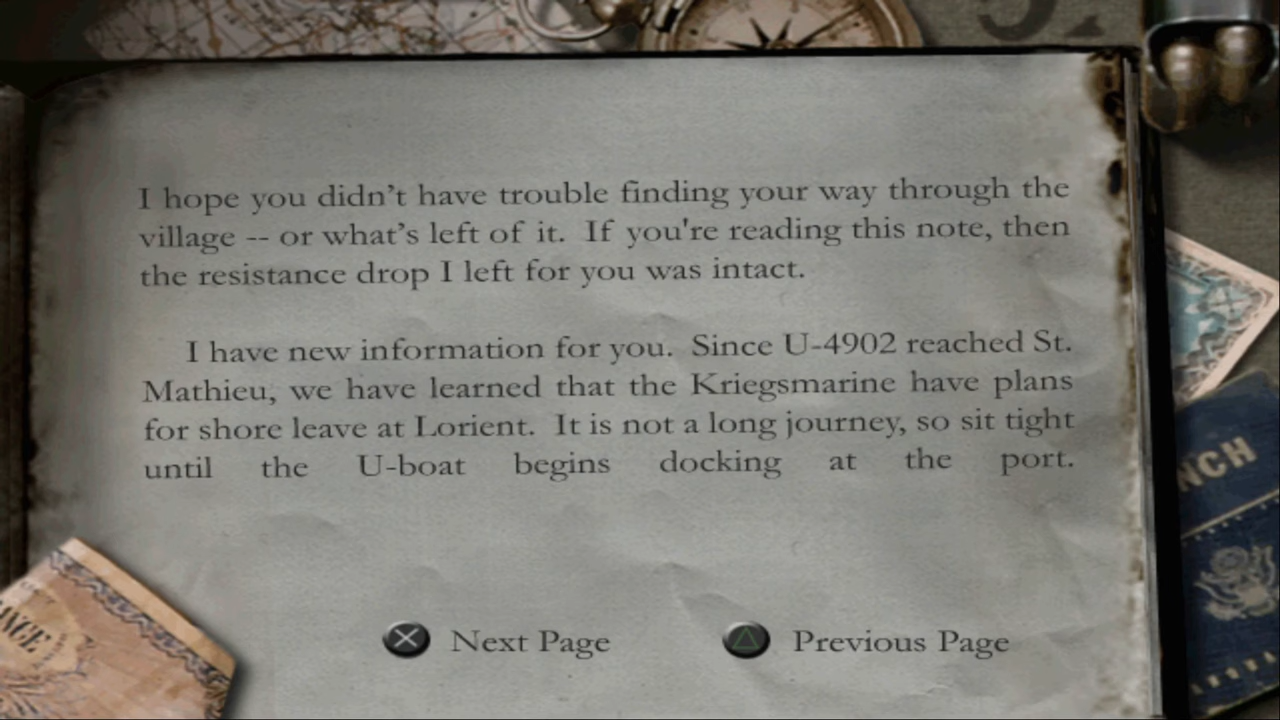 I hope you didn’t have trouble finding your way through the
village -- or what’s left of it.  If you're reading this note, then
the resistance drop I left for you was intact.
I have new information for you.  Since U-4902 reached St.
Mathieu, we have learned that the Kriegsmarine have plans
for shore leave at Lorient.  It is not a long journey, so sit tight
until the U-boat begins docking at the port.
Next Page
Previous Page
NCH